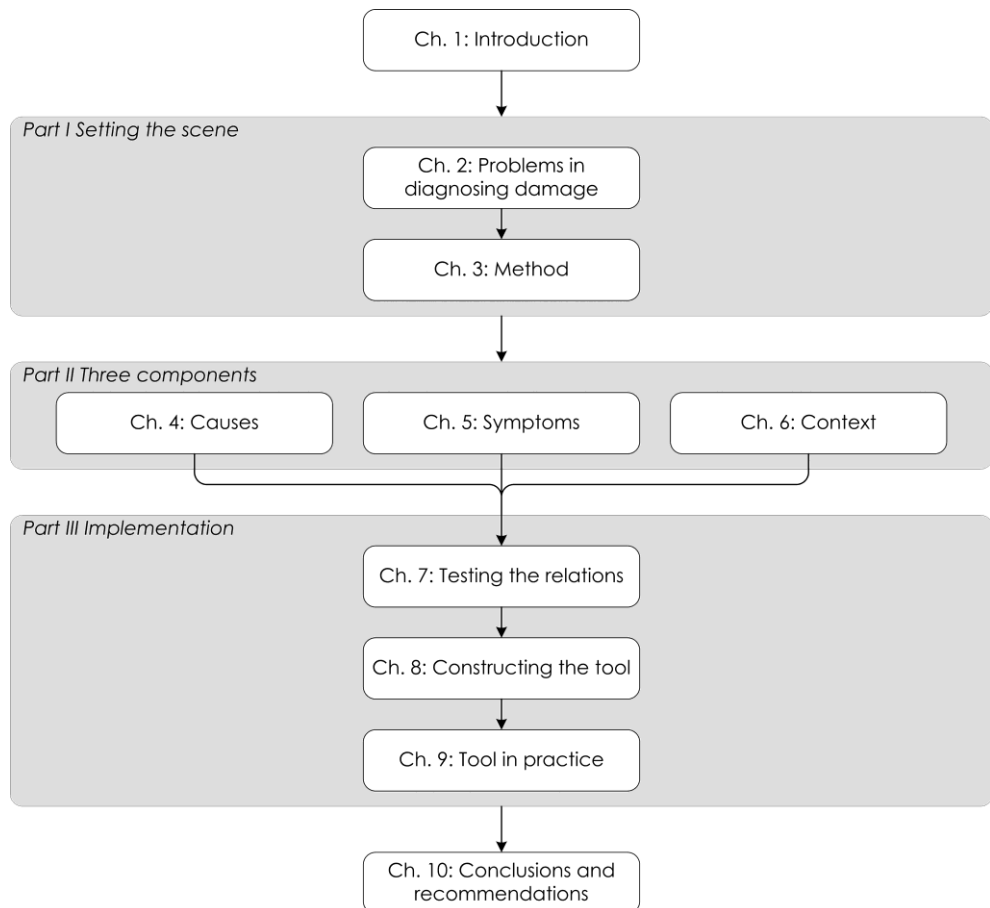 Ch. 1: Introduction
Part I Setting the scene
Ch. 2: Problems in
diagnosing damage
Ch. 3: Method
Part II Three components
Ch. 4: Causes
Ch. 5: Symptoms
Ch. 6: Context
Part III Implementation
Ch. 7: Testing the relations
Ch. 8: Constructing the tool
Ch. 9: Tool in practice
Ch. 10: Conclusions and
recommendations